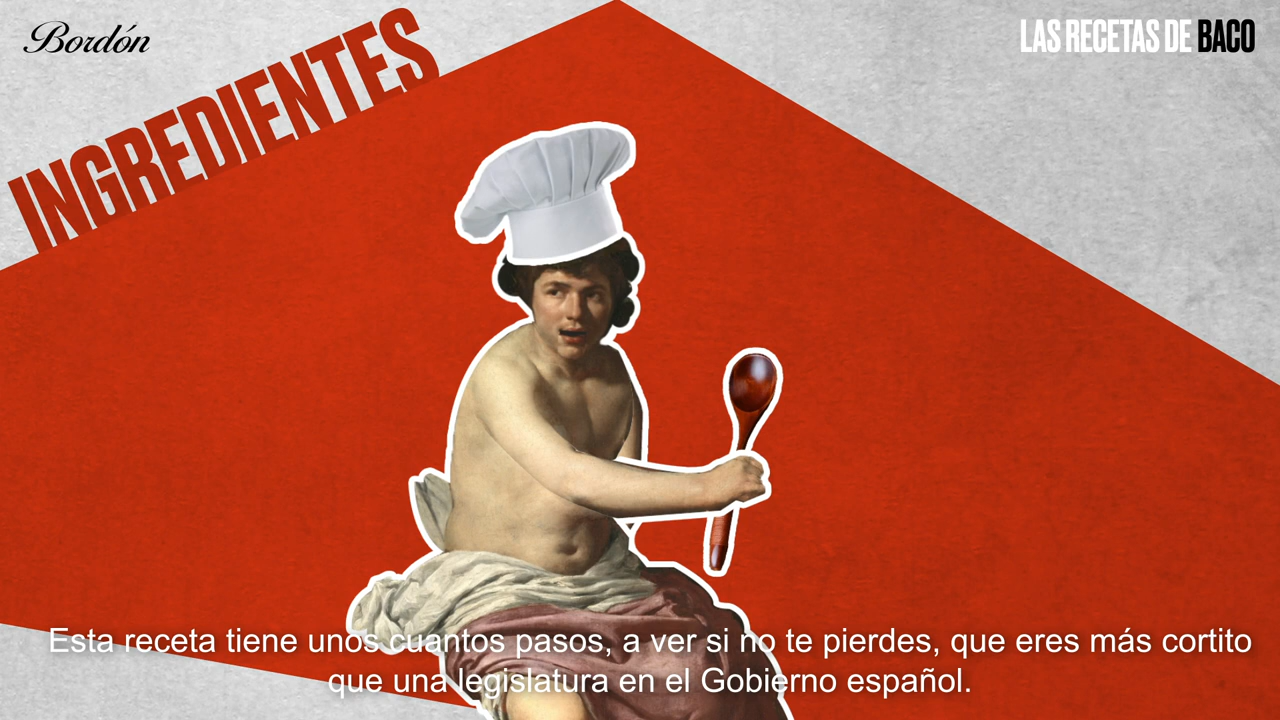 Bordón
LAS RECETAS DE BACO
INGREDIENTES
Esta receta tiene unos cuantos pasos, a ver si no te pierdes, que eres más cortito
que una legislatura en el Gobierno español.